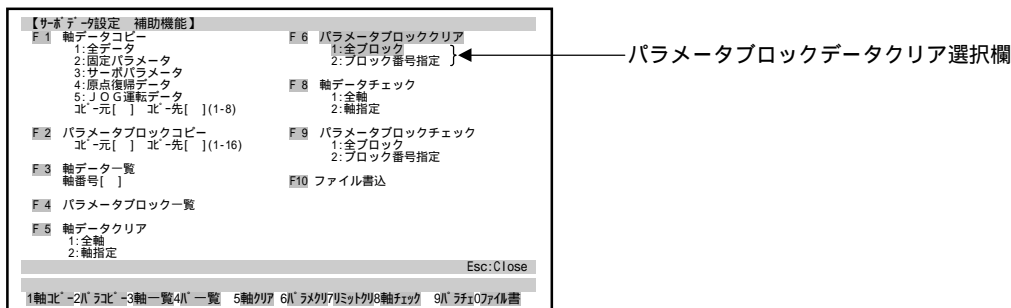 【ｻｰﾎﾞﾃﾞｰﾀ設定　補助機能】
F 1 軸データコピー
1:全データ
2:固定パラメータ
3:サーボパラメータ
4:原点復帰データ
5:ＪＯＧ運転データ
ｺﾋﾟｰ元[ ] ｺﾋﾟｰ先[ ](1-8)
F 2 パラメータブロックコピー
ｺﾋﾟｰ元[ ] ｺﾋﾟｰ先[ ](1-16)
F 3 軸データ一覧
軸番号[ ]
F 4 パラメータブロック一覧
F 5 軸データクリア
1:全軸
2:軸指定
F 6 パラメータブロッククリア
1:全ブロック
2:ブロック番号指定
F 8 軸データチェック
1:全軸
2:軸指定
F 9 パラメータブロックチェック
1:全ブロック
2:ブロック番号指定
F10 ファイル書込
Esc:Close
1軸ｺﾋﾟｰ2ﾊﾟﾗｺﾋﾟｰ3軸一覧4ﾊﾟ一覧 5軸ｸﾘｱ 6ﾊﾟﾗﾒｸﾘ7ﾘﾐｯﾄｸﾘ8軸ﾁｪｯｸ 9ﾊﾟﾗﾁｪ0ﾌｧｲﾙ書
パラメータブロックデータクリア選択欄